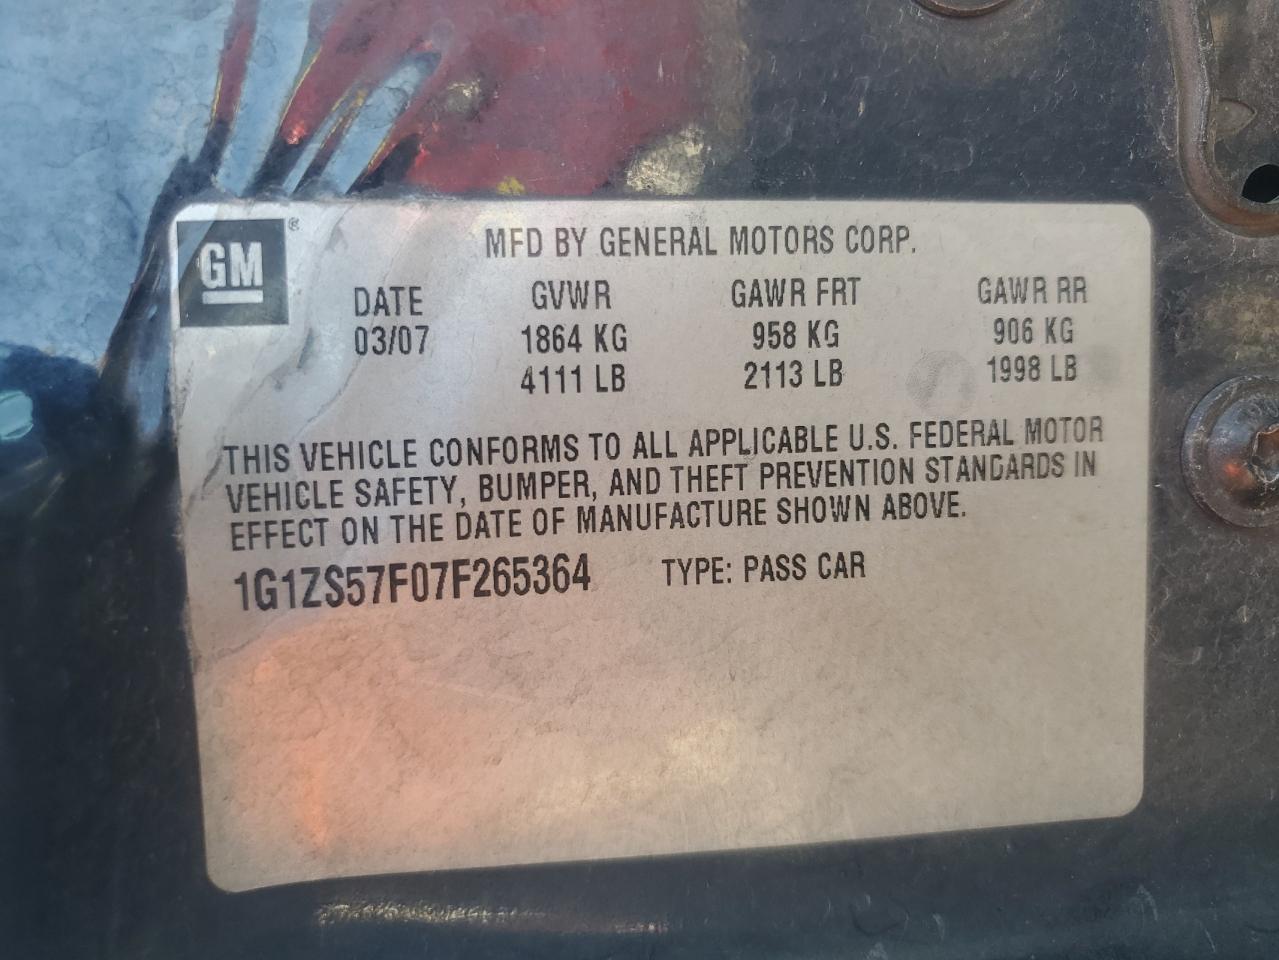 GM ®
MFD BY GENERAL MOTORS CORP.
DATE GVWR GAWR FRT GAWR RR
03/07 1864 KG 958 KG 906 KG
4111 LB 2113 LB 1998 LB
THIS VEHICLE CONFORMS TO ALL APPLICABLE U.S. FEDERAL MOTOR
VEHICLE SAFETY, BUMPER, AND THEFT PREVENTION STANDARDS IN
EFFECT ON THE DATE OF MANUFACTURE SHOWN ABOVE.
1G1ZS57F07F265364 TYPE: PASS CAR